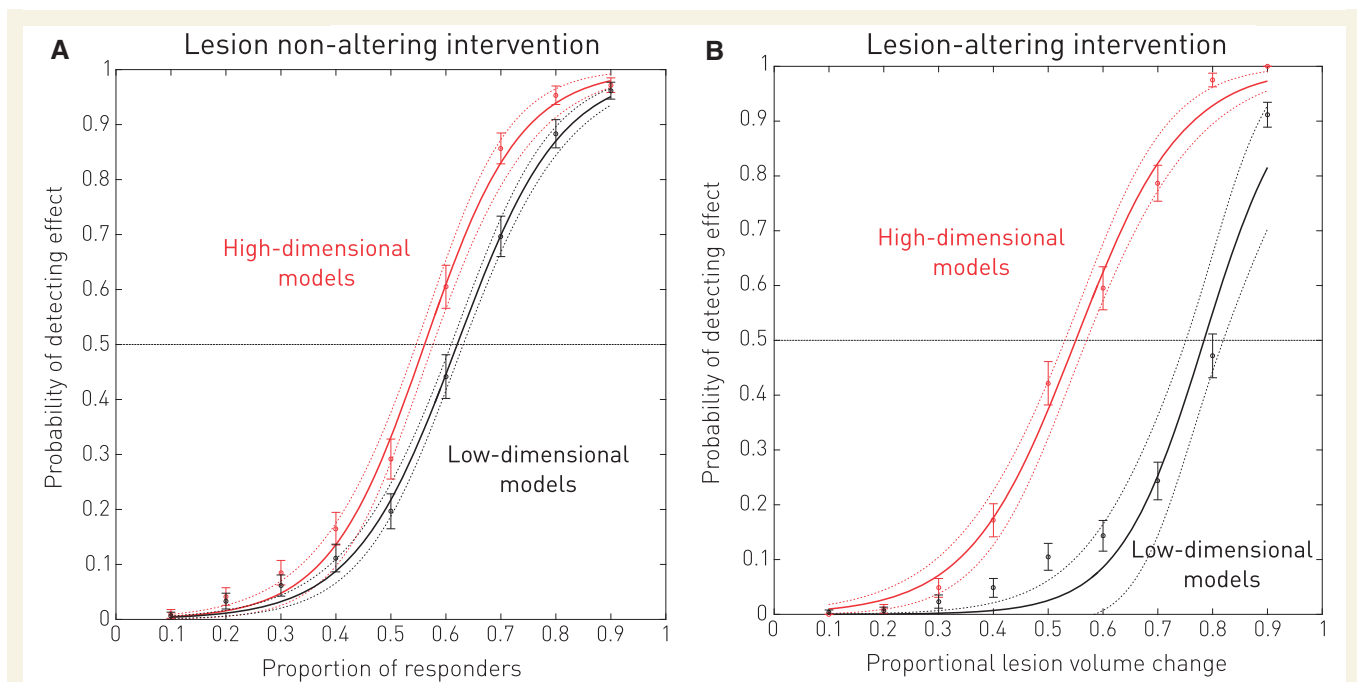 A
Lesion non-altering intervention
Probability of detecting effect
1
0.9
0.8
0.7
0.6
0.5
0.4
0.3
0.2
0.1
0
High-dimensional
models
Low-dimensional
models
0 0.1 0.2 0.3 0.4 0.5 0.6 0.7 0.8 0.9 1
Proportion of responders
B
Lesion-altering intervention
Probability of detecting effect
1
0.9
0.8
0.7
0.6
0.5
0.4
0.3
0.2
0.1
0
High-dimensional
models
Low-dimensional
models
0 0.1 0.2 0.3 0.4 0.5 0.6 0.7 0.8 0.9 1
Proportional lesion volume change